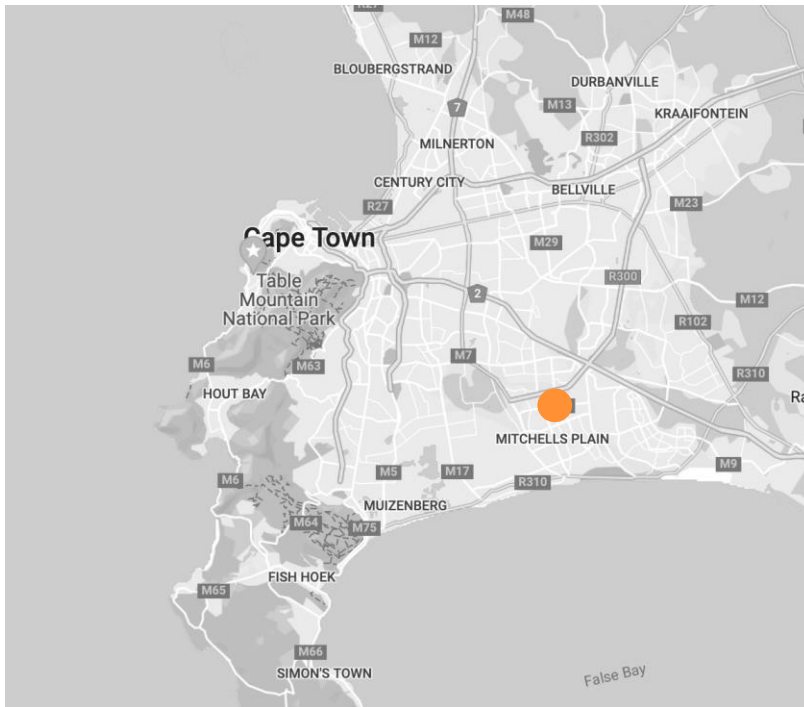 R27
M48
M12
BLOUBERGSTRAND
DURBANVILLE
7
M13
KRAAIFONTEIN
R302
MILNERTON
CENTURY CITY
BELLVILLE
R27
M23
Cape Town
M29
Table
Mountain
National Park
R300
2
M12
R102
M7
M6
M63
R310
HOUT BAY
Ra
MITCHELLS PLAIN
M5
M17
M9
M6
R310
MUIZENBERG
M64
M75
FISH HOEK
M65
M66
SIMON'S TOWN
False Bay